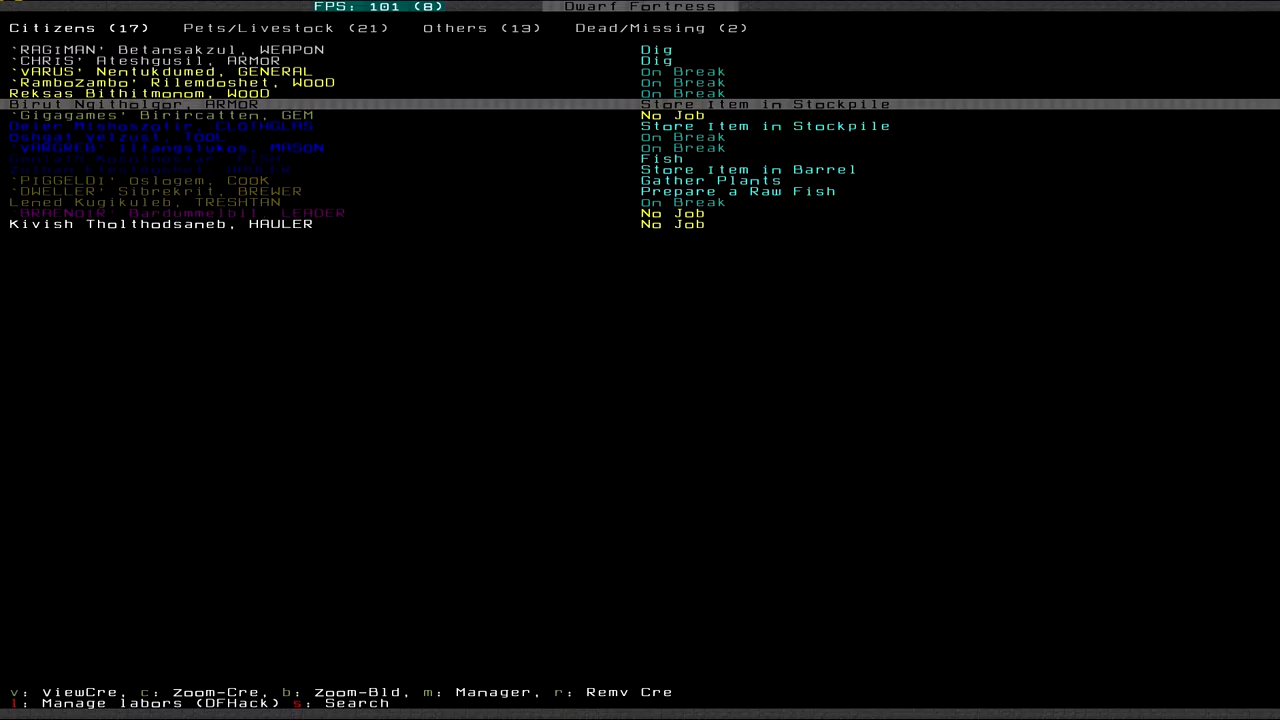 FPS: 101 (8) Dwarf Fortress
Citizens (17) Pets/Livestock (21) Others (13) Dead/Missing (2)
`RAGIMAN' Betansakzul, WEAPON Dig
`CHRIS' Ateshgusil, ARMOR Dig
`VARUS' Nentukdumed, GENERAL On Break
`RamboZambo' Rilemdoshet, WOOD On Break
Reksas Bithitmonom, WOOD On Break
Birut Ngitholgor, ARMOR Store Item in Stockpile
`Gigagames' Birircatten, GEM No Job
Store Item in Stockpile
TOOL On Break
MASON On Break
FISH Fish
Store Item in Barrel
`PIGGELDI' Oslogem, COOK Gather Plants
`DWELLER' Sibrekrit, BREWER Prepare a Raw Fish
Lened Kugikuleb, TRESHTAN On Break
`BRAENOIR' Bardummelbil, LEADER No Job
Kivish Tholthodsaneb, HAULER No Job
v: ViewCre, c: Zoom-Cre, b: Zoom-Bld, m: Manager, r: Remv Cre
l: Manage labors (DFHack) s: Search